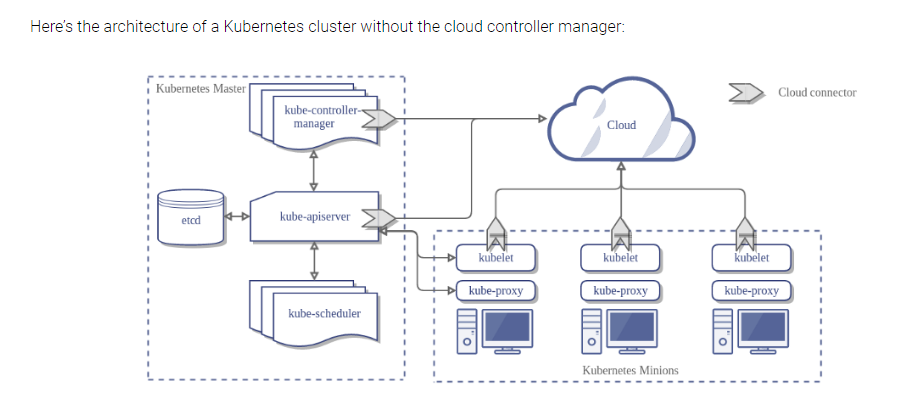 Here's the architecture of a Kubernetes cluster without the cloud controller manager:
Kubernetes Master
kube-controller-
manager
Cloud
Cloud connector
etcd
kube-apiserver
kubelet
kubelet
kubelet
kube-proxy
kube-proxy
kube-proxy
kube-scheduler
Kubernetes Minions